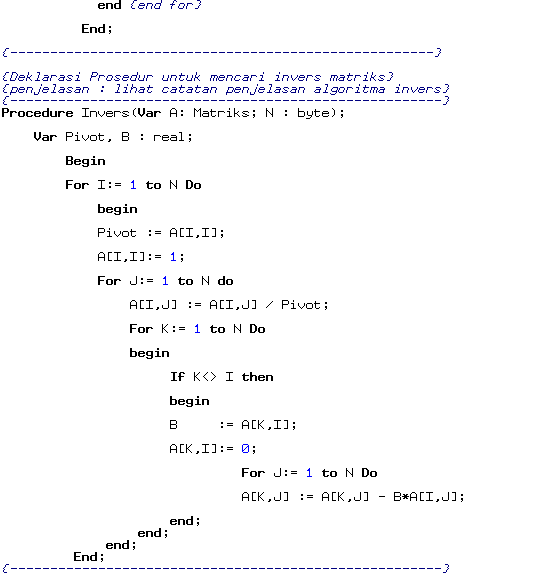 end {end for}
End;
{-----------------------------------------------------}
{Deklarasi Prosedur untuk mencari invers matriks}
{penjelasan : lihat catatan penjelasan algoritma invers}
{------------------------------------------------------}
Procedure Invers(Var A: Matriks; N : byte);
Var Pivot, B : real;
Begin
For I:= 1 to N Do
begin
Pivot := A[I,I];
A[I,I]:= 1;
For J:= 1 to N do
A[I,J] := A[I,J] / Pivot;
For K:= 1 to N Do
begin
If K<> I then
begin
B     := A[K,I];
A[K,I]:= 0;
For J:= 1 to N Do
A[K,J] := A[K,J] - B*A[I,J];
end;
end;
end;
End;
{------------------------------------------------------}